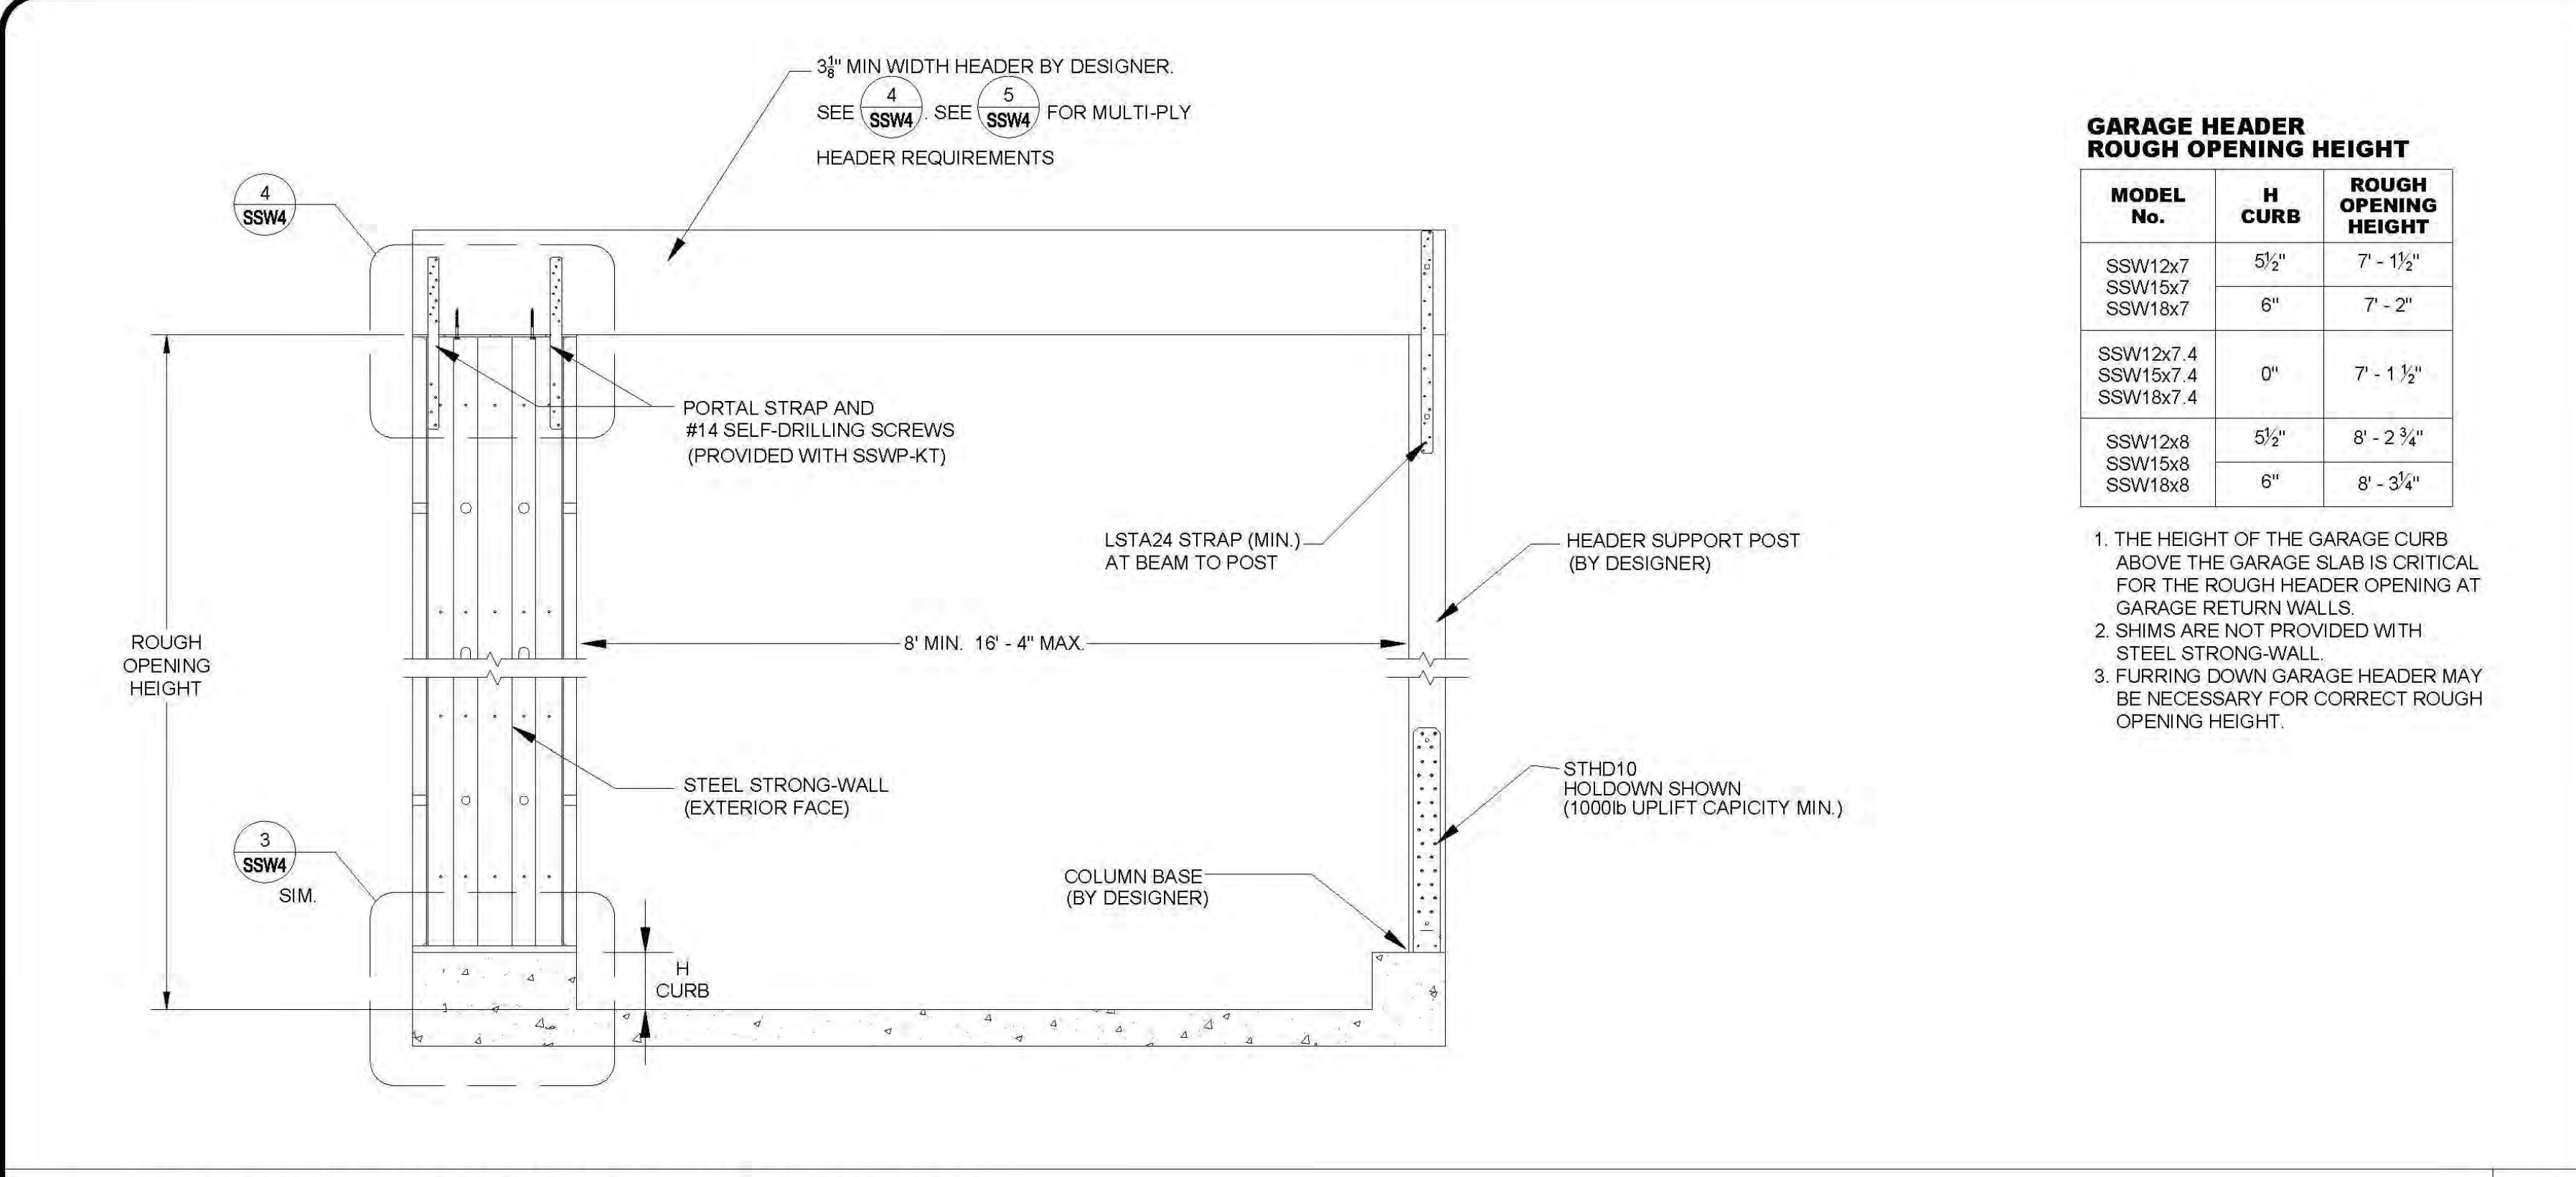 3⅛" MIN WIDTH HEADER BY DESIGNER.
SEE 4 SSW4 . SEE 5 SSW4 FOR MULTI-PLY
HEADER REQUIREMENTS
4
SSW4
PORTAL STRAP AND
#14 SELF-DRILLING SCREWS
(PROVIDED WITH SSWP-KT)
LSTA24 STRAP (MIN.)
AT BEAM TO POST
HEADER SUPPORT POST
(BY DESIGNER)
ROUGH
OPENING
HEIGHT
8' MIN. 16' - 4" MAX.
STEEL STRONG-WALL
(EXTERIOR FACE)
STHD10
HOLDOWN SHOWN
(1000lb UPLIFT CAPICITY MIN.)
3
SSW4
SIM.
COLUMN BASE
(BY DESIGNER)
H
CURB
GARAGE HEADER
ROUGH OPENING HEIGHT
MODEL No. H CURB ROUGH OPENING HEIGHT
SSW12x7
SSW15x7
SSW18x7
5½" 7' - 1½"
6" 7' - 2"
SSW12x7.4
SSW15x7.4
SSW18x7.4
0" 7' - 1 ½"
SSW12x8
SSW15x8
SSW18x8
5½" 8' - 2 ¾"
6" 8' - 3¼"
1. THE HEIGHT OF THE GARAGE CURB
ABOVE THE GARAGE SLAB IS CRITICAL
FOR THE ROUGH HEADER OPENING AT
GARAGE RETURN WALLS.
2. SHIMS ARE NOT PROVIDED WITH
STEEL STRONG-WALL.
3. FURRING DOWN GARAGE HEADER MAY
BE NECESSARY FOR CORRECT ROUGH
OPENING HEIGHT.